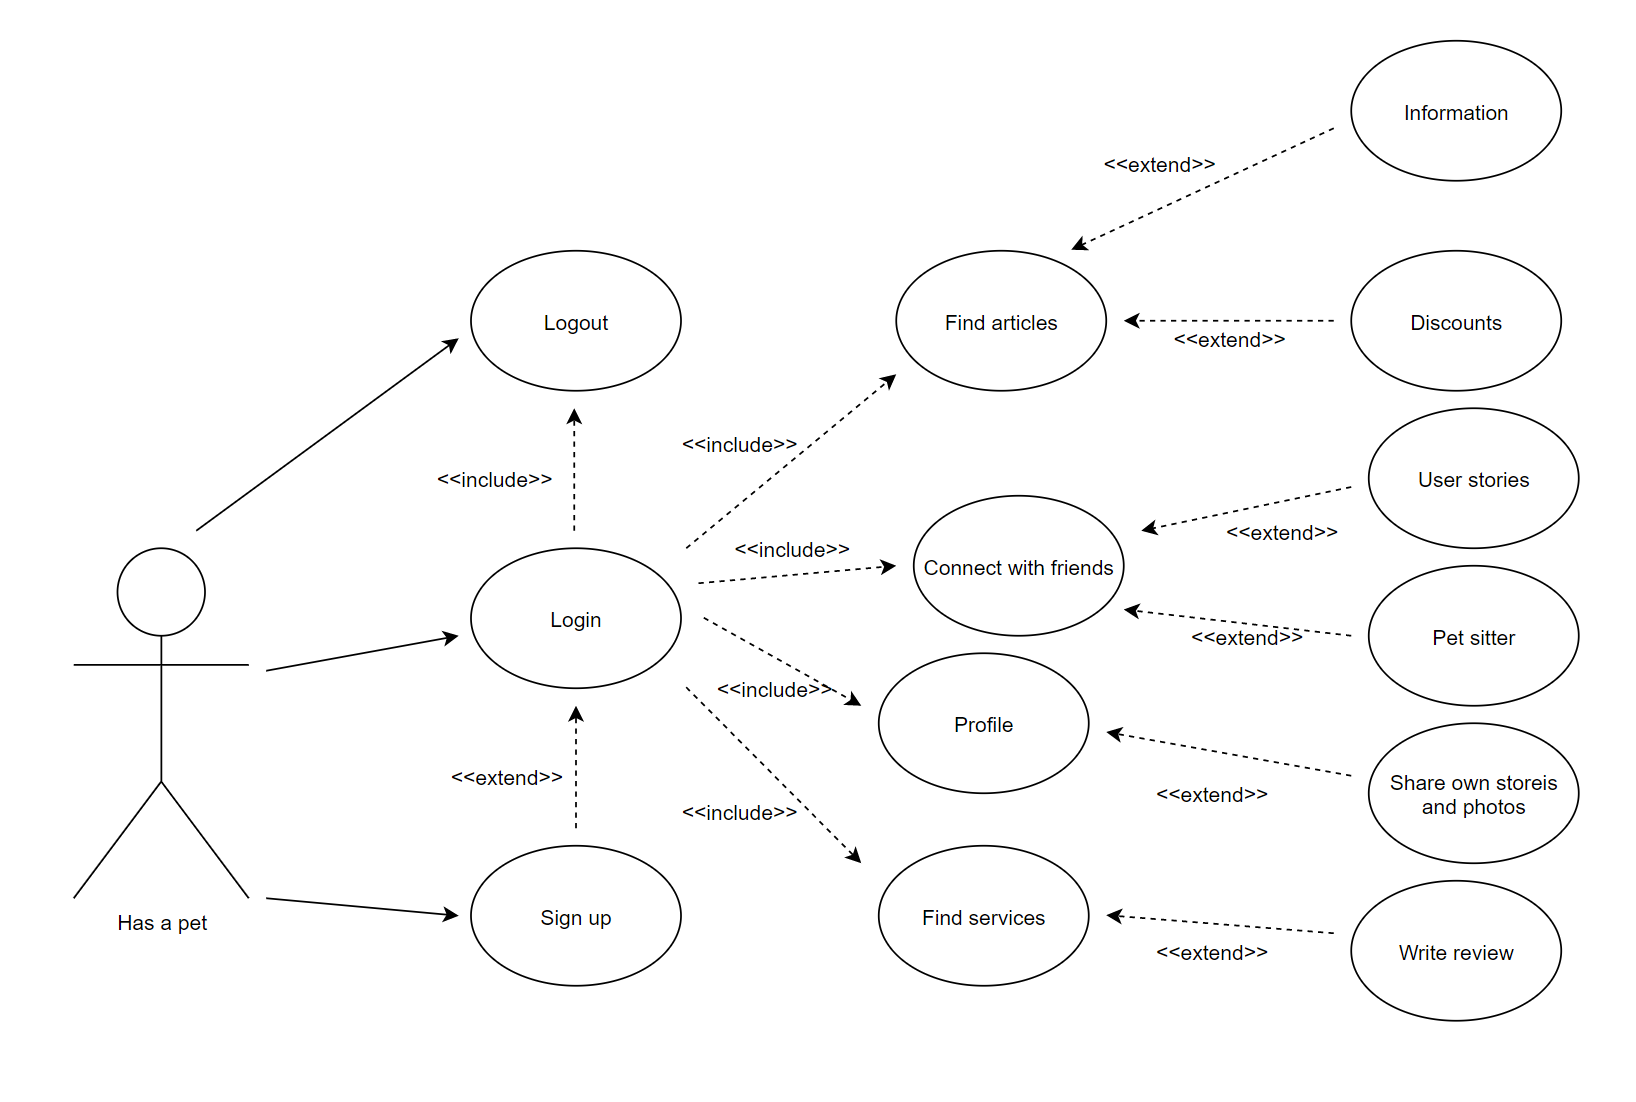 Information
<<extend>>
Logout
Find articles
Discounts
<<extend>>
<<include>>
<<include>>
User stories
<<extend>>
<<include>>
Connect with friends
Login
<<extend>>
Pet sitter
<<include>>
Profile
<<extend>>
<<extend>>
Share own storeis
and photos
<<include>>
Has a pet
Sign up
Find services
<<extend>>
Write review